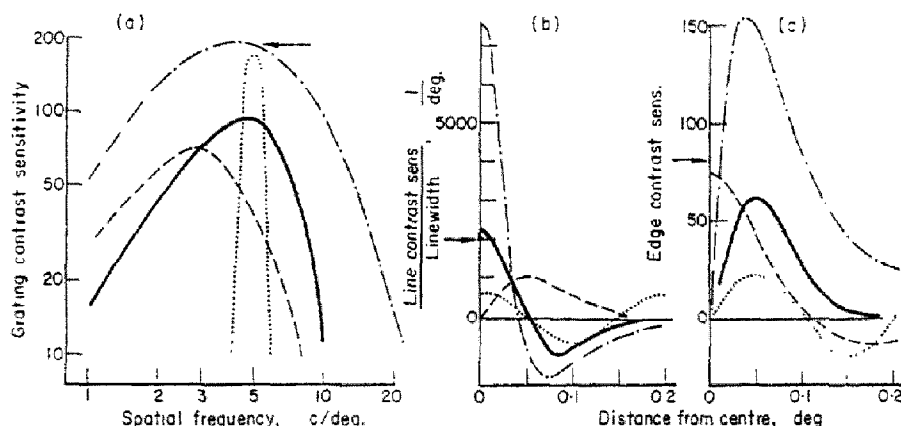 (a)
200
100
50
20
10
Grating contrast sensitivity
1
2
3
5
10
20
Spatial frequency, c/deg.
(b)
Line contrast sens
Linewidth
,
1
deg.
5000
0
0
0·1
0·2
(c)
150
100
50
0
Edge contrast sens.
0
0·1
0·2
Distance from centre, deg